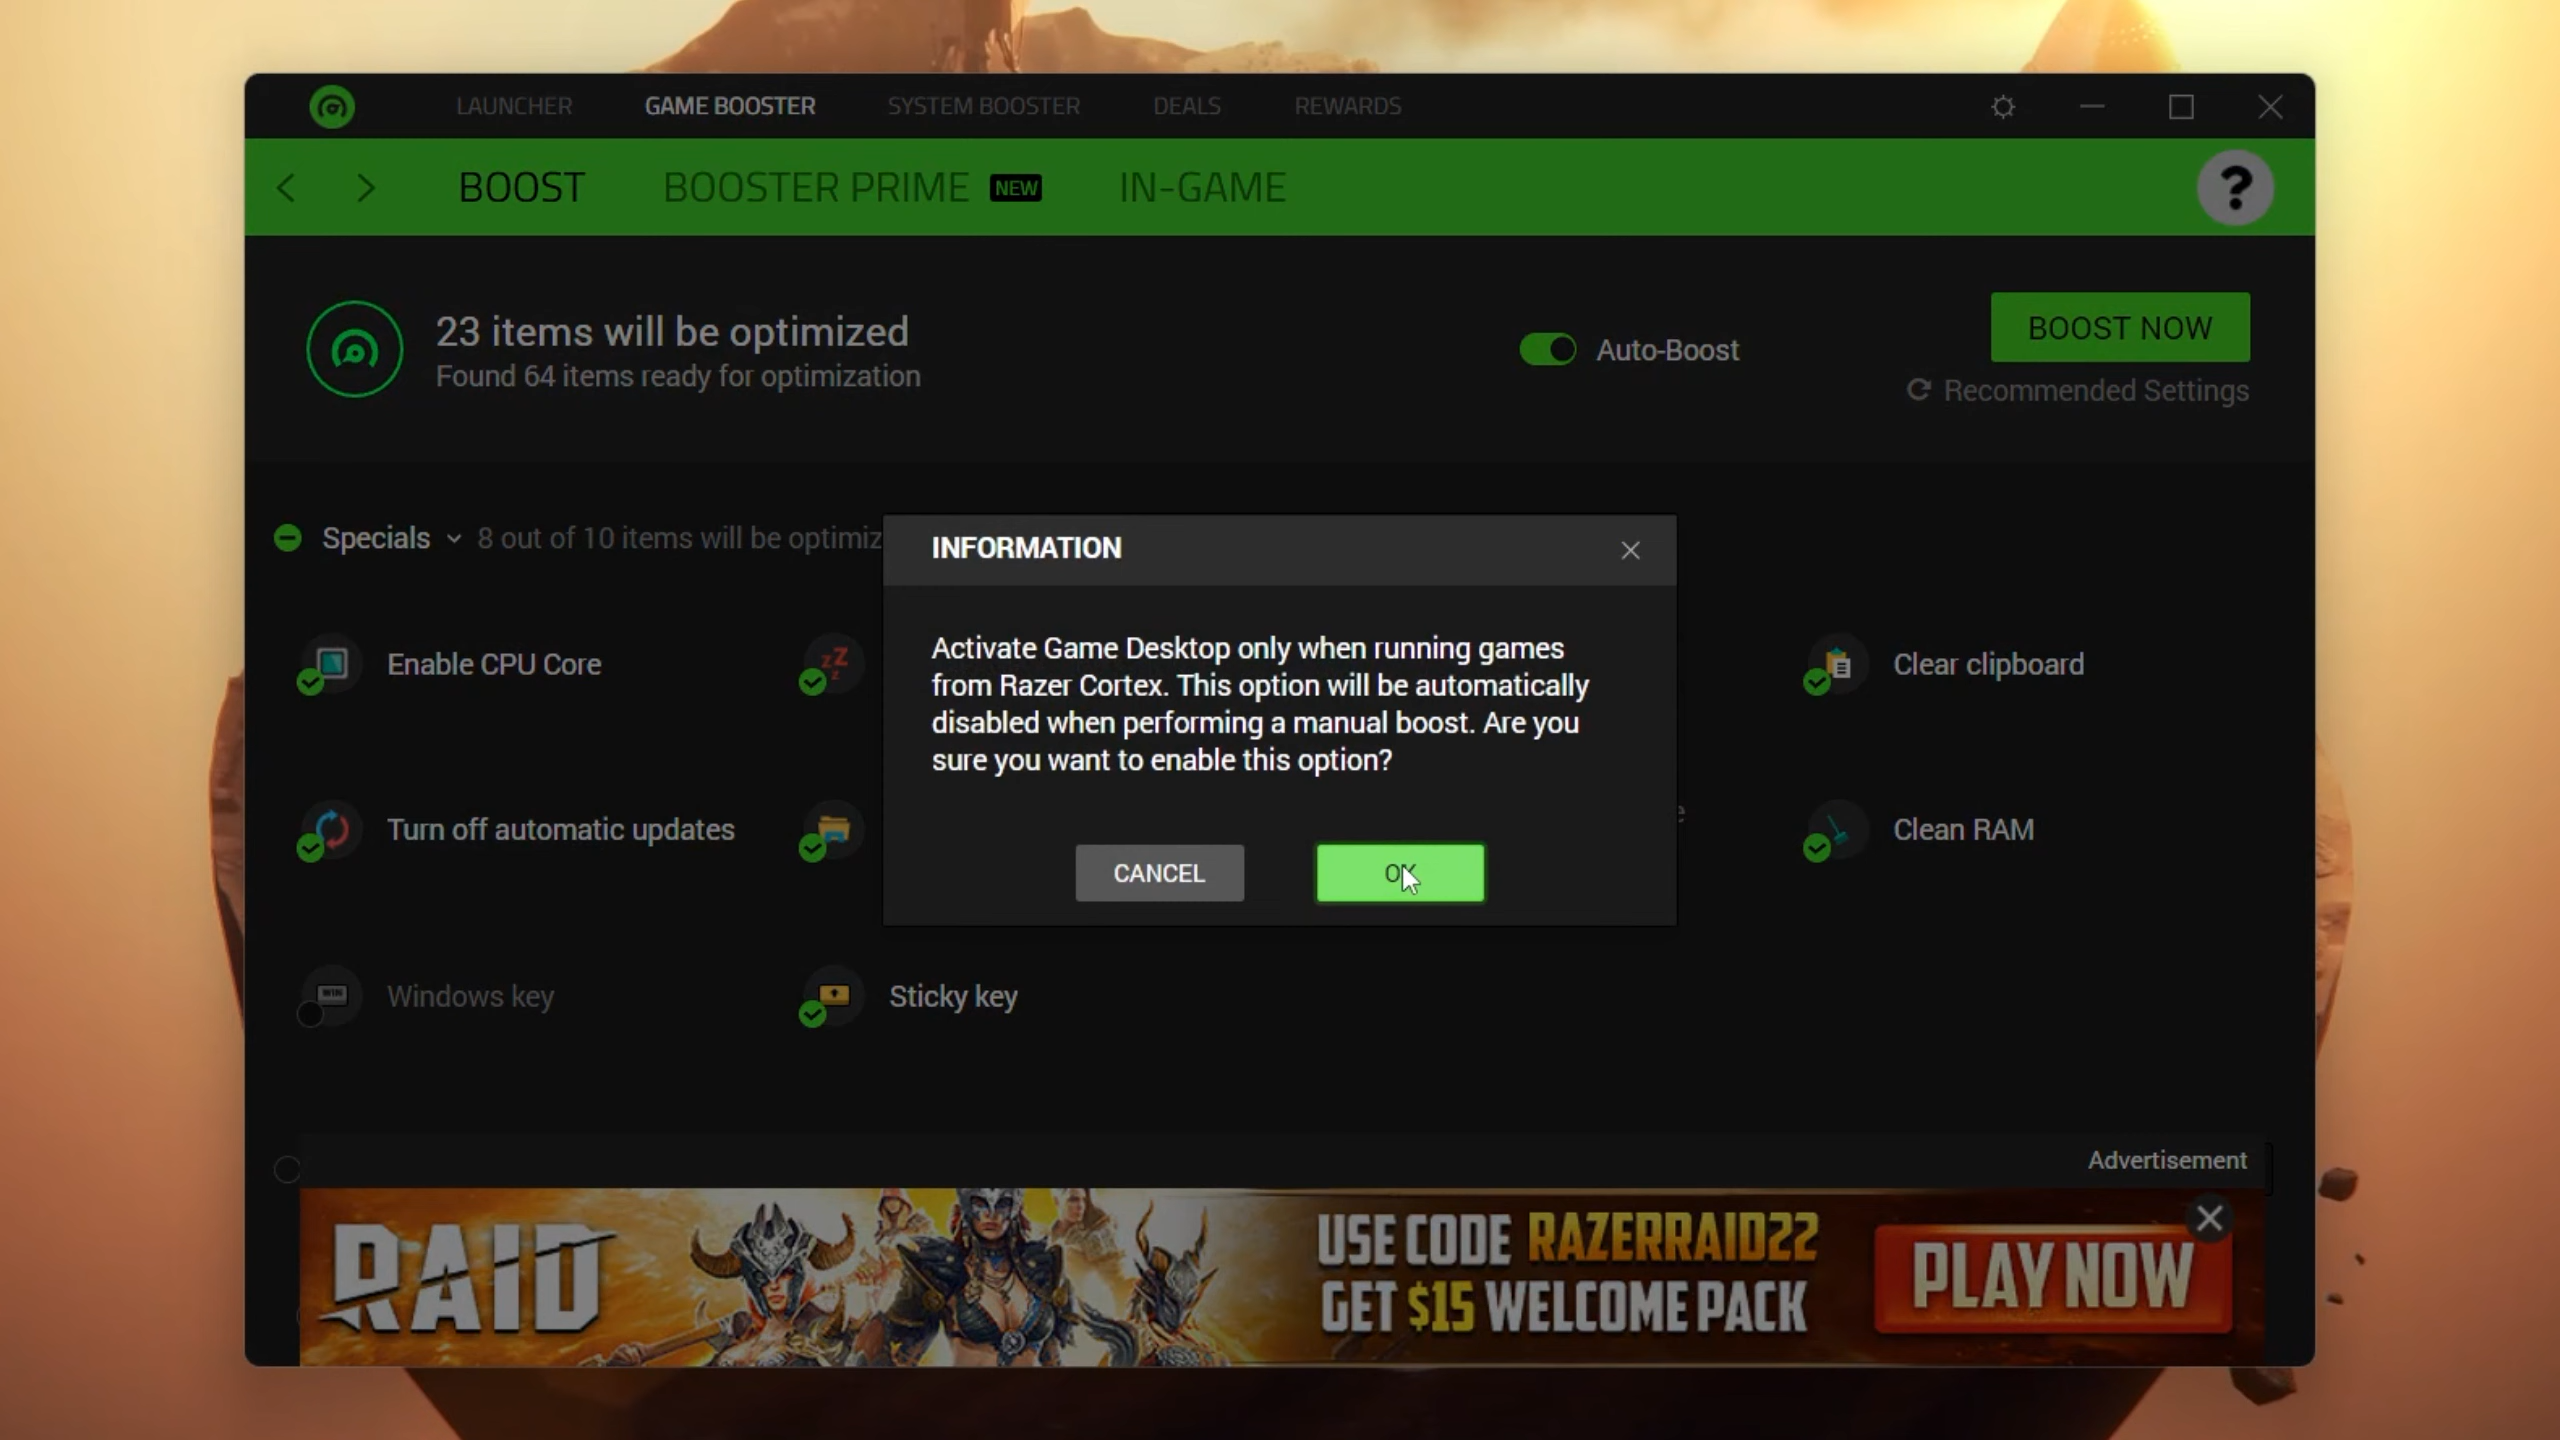 LAUNCHER
GAME BOOSTER
SYSTEM BOOSTER
DEALS
REWARDS
BOOST
BOOSTER PRIME NEW
IN-GAME
?
23 items will be optimized
Found 64 items ready for optimization
Auto-Boost
BOOST NOW
Recommended Settings
Specials
8 out of 10 items will be optimiz
INFORMATION
Activate Game Desktop only when running games
from Razer Cortex. This option will be automatically
disabled when performing a manual boost. Are you
sure you want to enable this option?
CANCEL
OK
Enable CPU Core
zZz
Clear clipboard
Turn off automatic updates
e
Clean RAM
WIN
Windows key
Sticky key
Advertisement
RAID
USE CODE RAZERRAID22
GET $15 WELCOME PACK
PLAY NOW